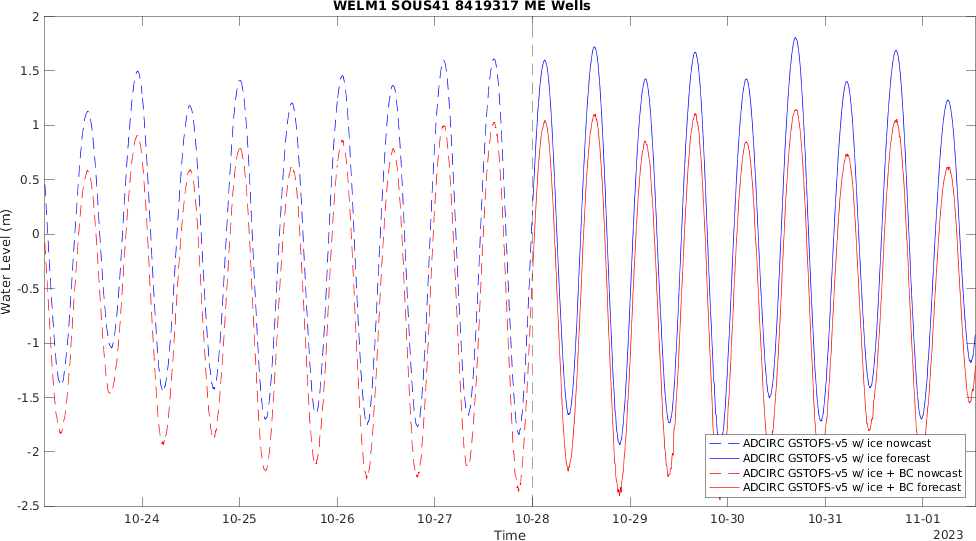 WELM1 SOUS41 8419317 ME Wells
2
1.5
1
0.5
0
-0.5
-1
-1.5
-2
-2.5
Water Level (m)
10-24 10-25 10-26 10-27 10-28 10-29 10-30 10-31 11-01
Time
2023
ADCIRC GSTOFS-v5 w/ ice nowcast
ADCIRC GSTOFS-v5 w/ ice forecast
ADCIRC GSTOFS-v5 w/ ice + BC nowcast
ADCIRC GSTOFS-v5 w/ ice + BC forecast